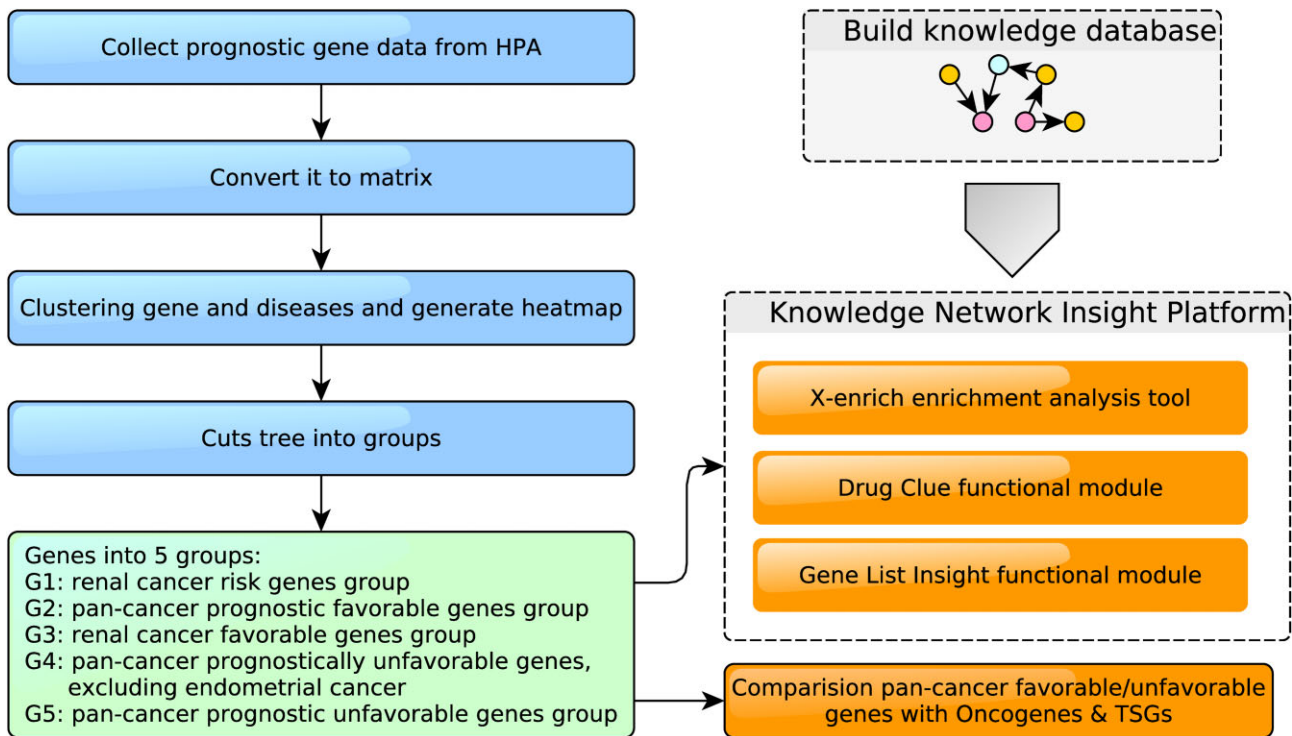 Collect prognostic gene data from HPA
Convert it to matrix
Clustering gene and diseases and generate heatmap
Cuts tree into groups
Genes into 5 groups:
G1: renal cancer risk genes group
G2: pan-cancer prognostic favorable genes group
G3: renal cancer favorable genes group
G4: pan-cancer prognostically unfavorable genes,
excluding endometrial cancer
G5: pan-cancer prognostic unfavorable genes group
Build knowledge database
Knowledge Network Insight Platform
X-enrich enrichment analysis tool
Drug Clue functional module
Gene List Insight functional module
Comparision pan-cancer favorable/unfavorable
genes with Oncogenes & TSGs